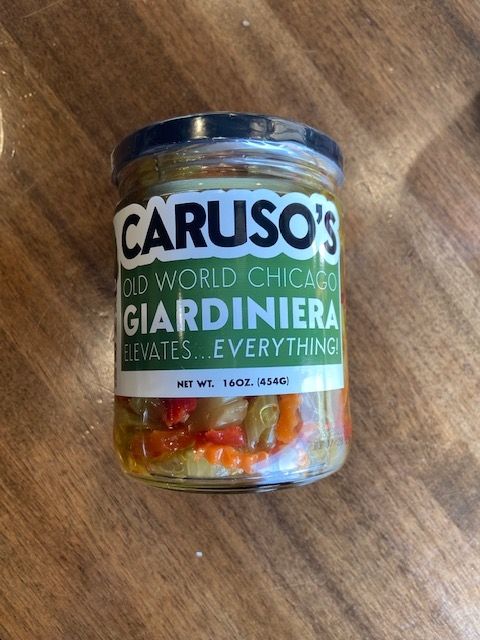 CARUSO'S
OLD WORLD CHICAGO
GIARDINIERA
ELEVATES...EVERYTHING!
NET WT. 16OZ. (454G)